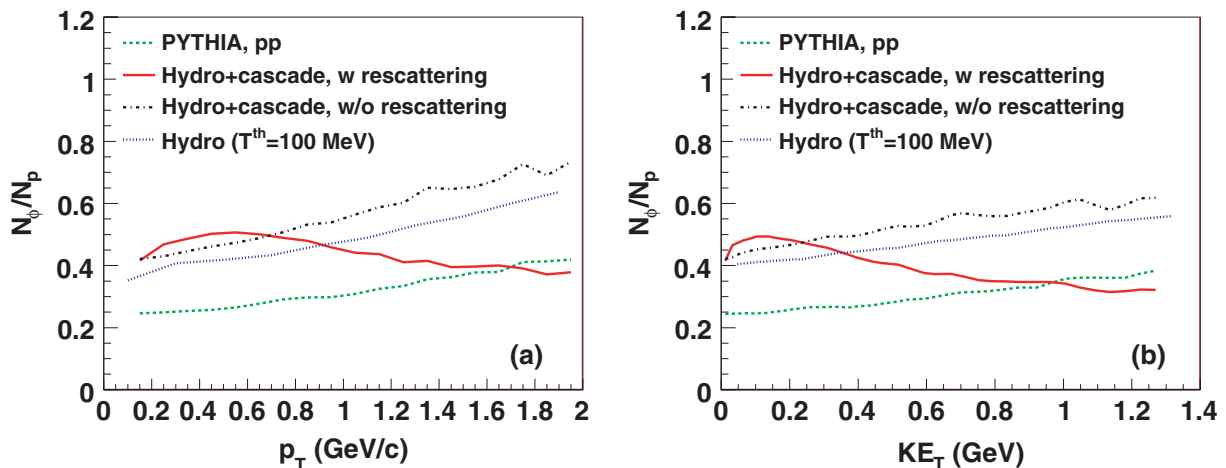 1.2
1
0.8
0.6
0.4
0.2
0
N_ϕ/N_p
PYTHIA, pp
Hydro+cascade, w rescattering
Hydro+cascade, w/o rescattering
Hydro (T^th=100 MeV)
(a)
0 0.2 0.4 0.6 0.8 1 1.2 1.4 1.6 1.8 2
p_T (GeV/c)
1.2
1
0.8
0.6
0.4
0.2
0
N_ϕ/N_p
PYTHIA, pp
Hydro+cascade, w rescattering
Hydro+cascade, w/o rescattering
Hydro (T^th=100 MeV)
(b)
0 0.2 0.4 0.6 0.8 1 1.2 1.4
KE_T (GeV)